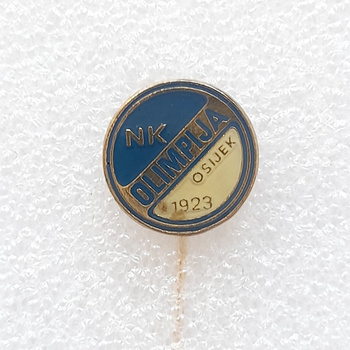 NK
OLIMPIJA
OSIJEK
1923